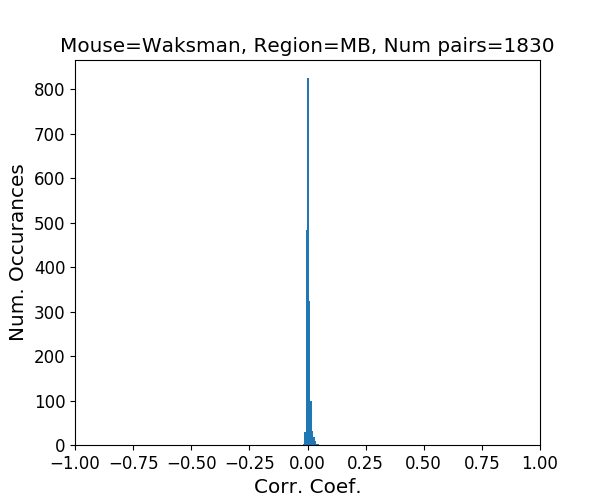 Mouse=Waksman, Region=MB, Num pairs=1830
800
700
600
500
400
300
200
100
0
Num. Occurances
−1.00 −0.75 −0.50 −0.25 0.00 0.25 0.50 0.75 1.00
Corr. Coef.